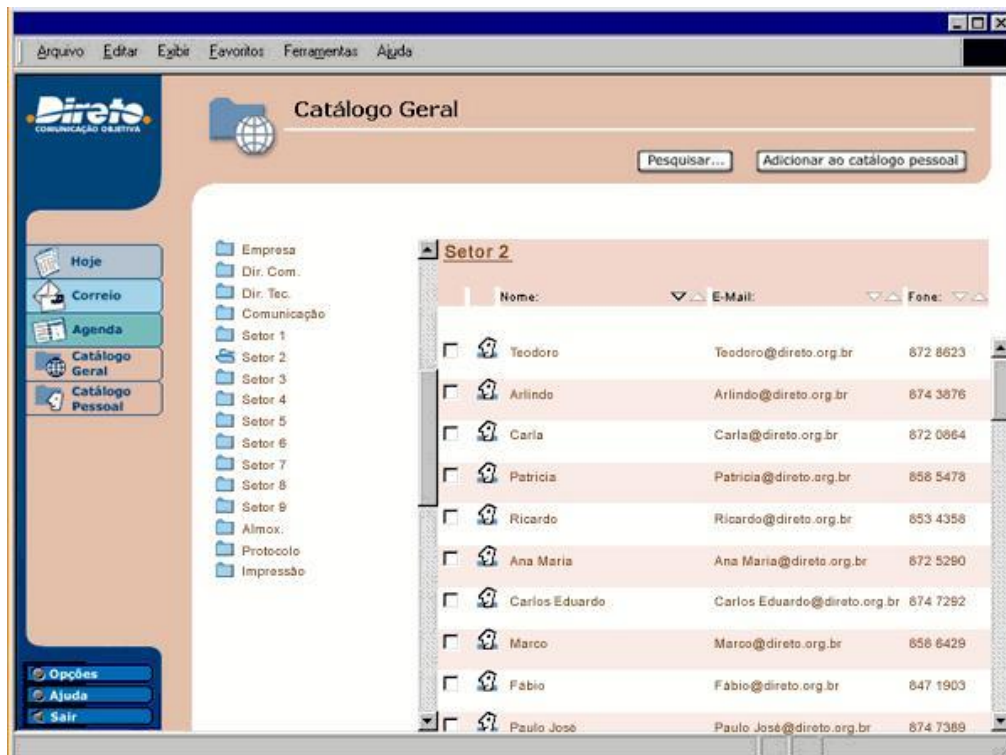 Arquivo Editar Exibir Favoritos Ferramentas Ajuda
.Direto.
COMUNICAÇÃO OBJETIVA
Catálogo Geral
Pesquisar... Adicionar ao catálogo pessoal
Hoje
Correio
Agenda
Catálogo
Geral
Catálogo
Pessoal
Opções
Ajuda
Sair
Empresa
Dir. Com.
Dir. Tec.
Comunicação
Setor 1
Setor 2
Setor 3
Setor 4
Setor 5
Setor 6
Setor 7
Setor 8
Setor 9
Almox.
Protocolo
Impressão
Setor 2
Nome: E-Mail: Fone:
Teodoro Teodoro@direto.org.br 872 8623
Arlindo Arlindo@direto.org.br 874 3876
Carla Carla@direto.org.br 872 0864
Patricia Patricia@direto.org.br 858 5478
Ricardo Ricardo@direto.org.br 853 4358
Ana Maria Ana Maria@direto.org.br 872 5290
Carlos Eduardo Carlos Eduardo@direto.org.br 874 7292
Marco Marco@direto.org.br 858 6429
Fábio Fábio@direto.org.br 847 1903
Paulo José Paulo José@direto.org.br 874 7389